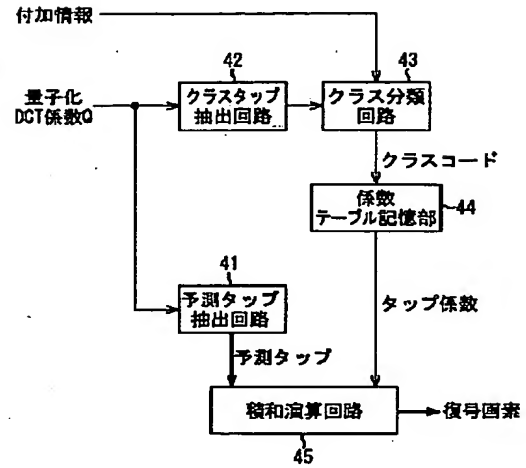 付加情報
42
43
量子化
DCT係数Q
クラスタップ
抽出回路
クラス分類
回路
クラスコード
係数
テーブル記憶部
44
41
予測タップ
抽出回路
タップ係数
予測タップ
積和演算回路
復号画素
45